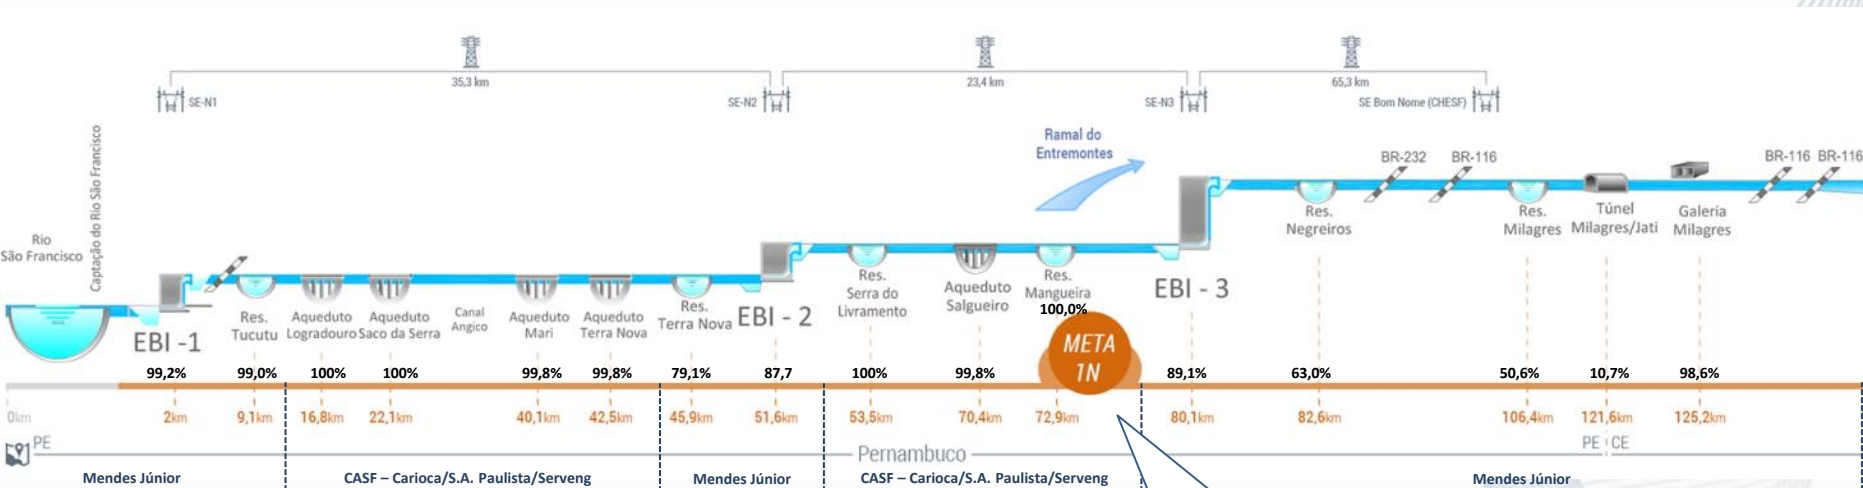 35,3 km
23,4 km
65,3 km
SE-N1
SE-N2
SE-N3
SE Bom Nome (CHESF)
Captação do Rio São Francisco
Ramal do
Entremontes
BR-232
BR-116
BR-116
BR-116
Rio
São Francisco
EBI -1
Res.
Tucutu
Aqueduto
Logradouro
Aqueduto
Saco da Serra
Canal
Angico
Aqueduto
Mari
Aqueduto
Terra Nova
Res.
Terra Nova
EBI - 2
Res.
Serra do
Livramento
Aqueduto
Salgueiro
Res.
Mangueira
100,0%
EBI - 3
Res.
Negreiros
Res.
Milagres
Túnel
Milagres/Jati
Galeria
Milagres
META
1N
99,2%
99,0%
100%
100%
99,8%
99,8%
79,1%
87,7
100%
99,8%
89,1%
63,0%
50,6%
10,7%
98,6%
0km
2km
9,1km
16,8km
22,1km
40,1km
42,5km
45,9km
51,6km
53,5km
70,4km
72,9km
80,1km
82,6km
106,4km
121,6km
125,2km
PE
Pernambuco
PE
CE
Mendes Júnior
CASF – Carioca/S.A. Paulista/Serveng
Mendes Júnior
CASF – Carioca/S.A. Paulista/Serveng
Mendes Júnior